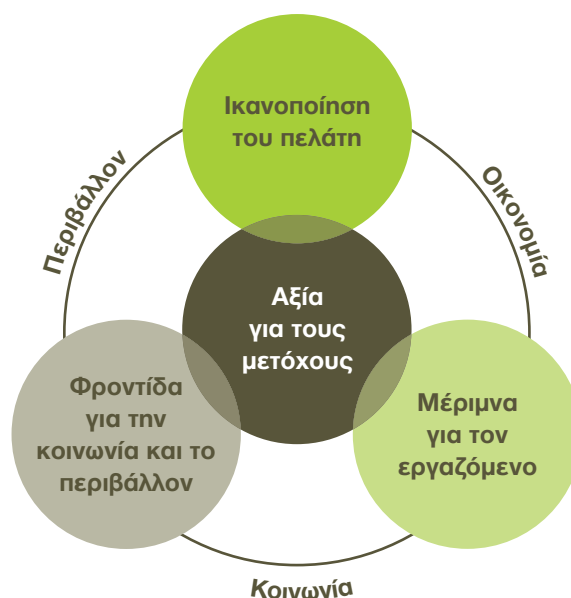 Ικανοποίηση
του πελάτη
Περιβάλλον
Οικονομία
Αξία
για τους
μετόχους
Φροντίδα
για την
κοινωνία και το
περιβάλλον
Μέριμνα
για τον
εργαζόμενο
Κοινωνία